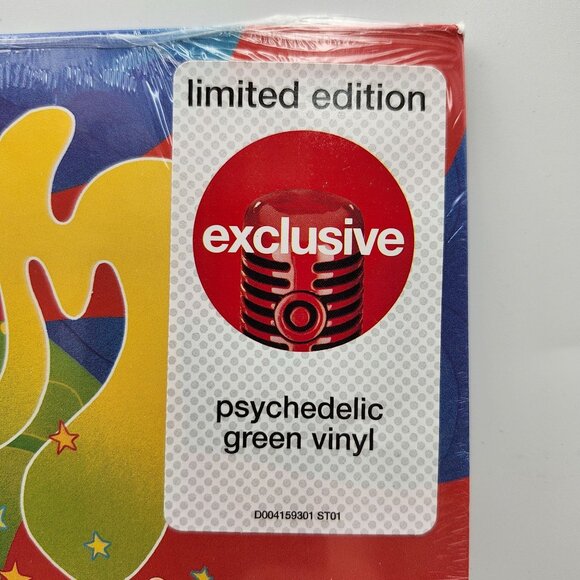 limited edition
exclusive
psychedelic
green vinyl
D004159301 ST01